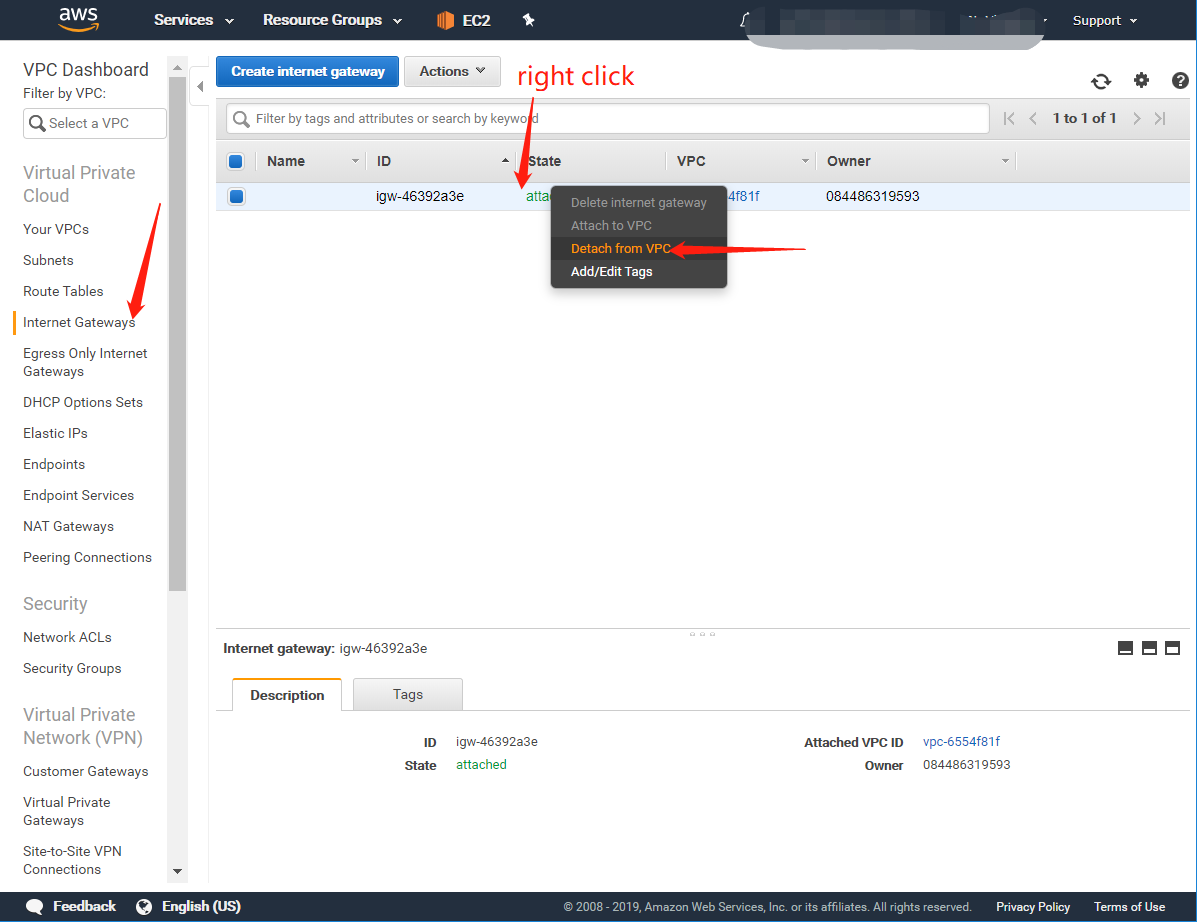 aws Services Resource Groups EC2 Support
VPC Dashboard
Filter by VPC:
Select a VPC
Virtual Private
Cloud
Your VPCs
Subnets
Route Tables
Internet Gateways
Egress Only Internet
Gateways
DHCP Options Sets
Elastic IPs
Endpoints
Endpoint Services
NAT Gateways
Peering Connections
Security
Network ACLs
Security Groups
Virtual Private
Network (VPN)
Customer Gateways
Virtual Private
Gateways
Site-to-Site VPN
Connections
Create internet gateway Actions right click
Filter by tags and attributes or search by keyword 1 to 1 of 1
Name ID State VPC Owner
igw-46392a3e 4f81f 084486319593
Delete internet gateway
Attach to VPC
Detach from VPC
Add/Edit Tags
Internet gateway: igw-46392a3e
Description Tags
ID igw-46392a3e Attached VPC ID vpc-6554f81f
State attached Owner 084486319593
Feedback English (US) © 2008 - 2019, Amazon Web Services, Inc. or its affiliates. All rights reserved. Privacy Policy Terms of Use